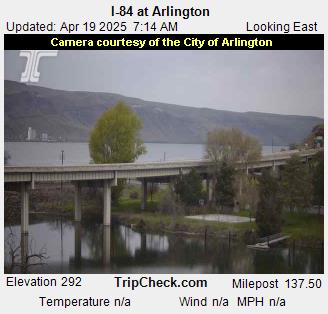 I-84 at Arlington
Updated: Apr 19 2025 7:14 AM Looking East
Camera courtesy of the City of Arlington
Elevation 292 TripCheck.com Milepost 137.50
Temperature n/a Wind n/a MPH n/a